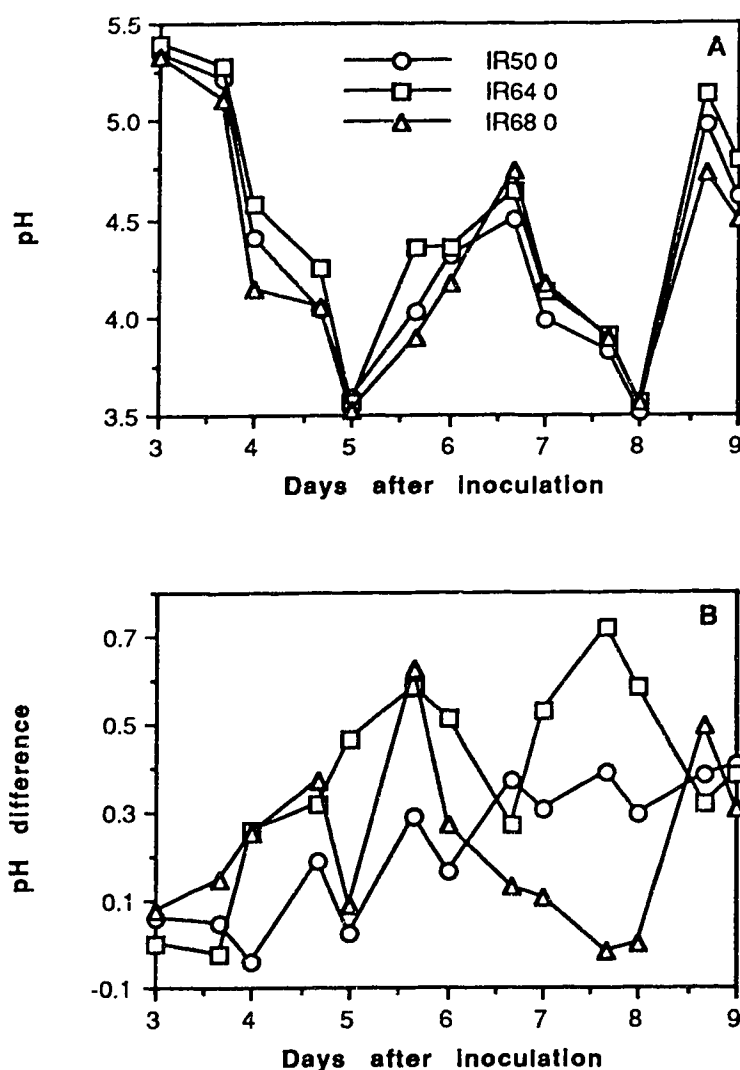 A
IR50 0
IR64 0
IR68 0
5.5
5.0
4.5
4.0
3.5
pH
3 4 5 6 7 8 9
Days after inoculation
B
0.7
0.5
0.3
0.1
-0.1
pH difference
3 4 5 6 7 8 9
Days after inoculation